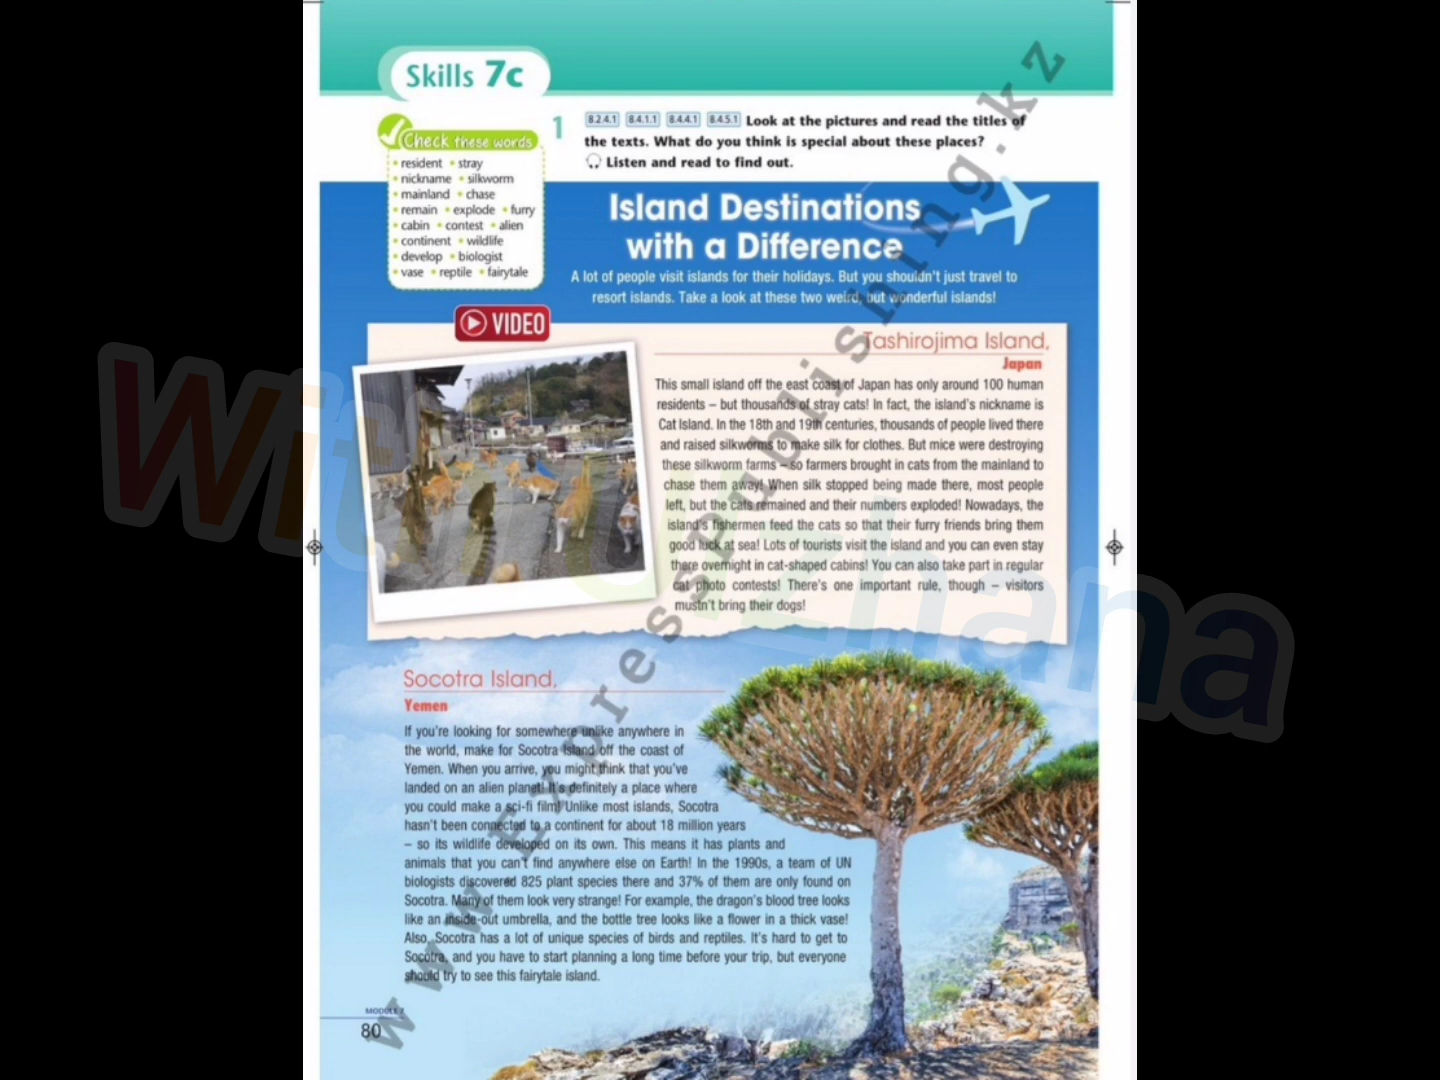 Skills 7c
Check these words
• resident • stray
• nickname • silkworm
• mainland • chase
• remain • explode • furry
• cabin • contest • alien
• continent • wildlife
• develop • biologist
• vase • reptile • fairytale
1
8.2.4.1 8.4.1.1 8.4.4.1 8.4.5.1 Look at the pictures and read the titles of
the texts. What do you think is special about these places?
Listen and read to find out.
Island Destinations
with a Difference
A lot of people visit islands for their holidays. But you shouldn't just travel to
resort islands. Take a look at these two weird, but wonderful islands!
VIDEO
Tashirojima Island,
Japan
This small island off the east coast of Japan has only around 100 human
residents – but thousands of stray cats! In fact, the island's nickname is
Cat Island. In the 18th and 19th centuries, thousands of people lived there
and raised silkworms to make silk for clothes. But mice were destroying
these silkworm farms – so farmers brought in cats from the mainland to
chase them away! When silk stopped being made there, most people
left, but the cats remained and their numbers exploded! Nowadays, the
island's fishermen feed the cats so that their furry friends bring them
good luck at sea! Lots of tourists visit the island and you can even stay
there overnight in cat-shaped cabins! You can also take part in regular
cat photo contests! There's one important rule, though – visitors
mustn't bring their dogs!
Socotra Island,
Yemen
If you're looking for somewhere unlike anywhere in
the world, make for Socotra Island off the coast of
Yemen. When you arrive, you might think that you've
landed on an alien planet! It's definitely a place where
you could make a sci-fi film! Unlike most islands, Socotra
hasn't been connected to a continent for about 18 million years
– so its wildlife developed on its own. This means it has plants and
animals that you can't find anywhere else on Earth! In the 1990s, a team of UN
biologists discovered 825 plant species there and 37% of them are only found on
Socotra. Many of them look very strange! For example, the dragon's blood tree looks
like an inside-out umbrella, and the bottle tree looks like a flower in a thick vase!
Also, Socotra has a lot of unique species of birds and reptiles. It's hard to get to
Socotra, and you have to start planning a long time before your trip, but everyone
should try to see this fairytale island.
MODULE 7
80
www.ExpressPublishing.kz